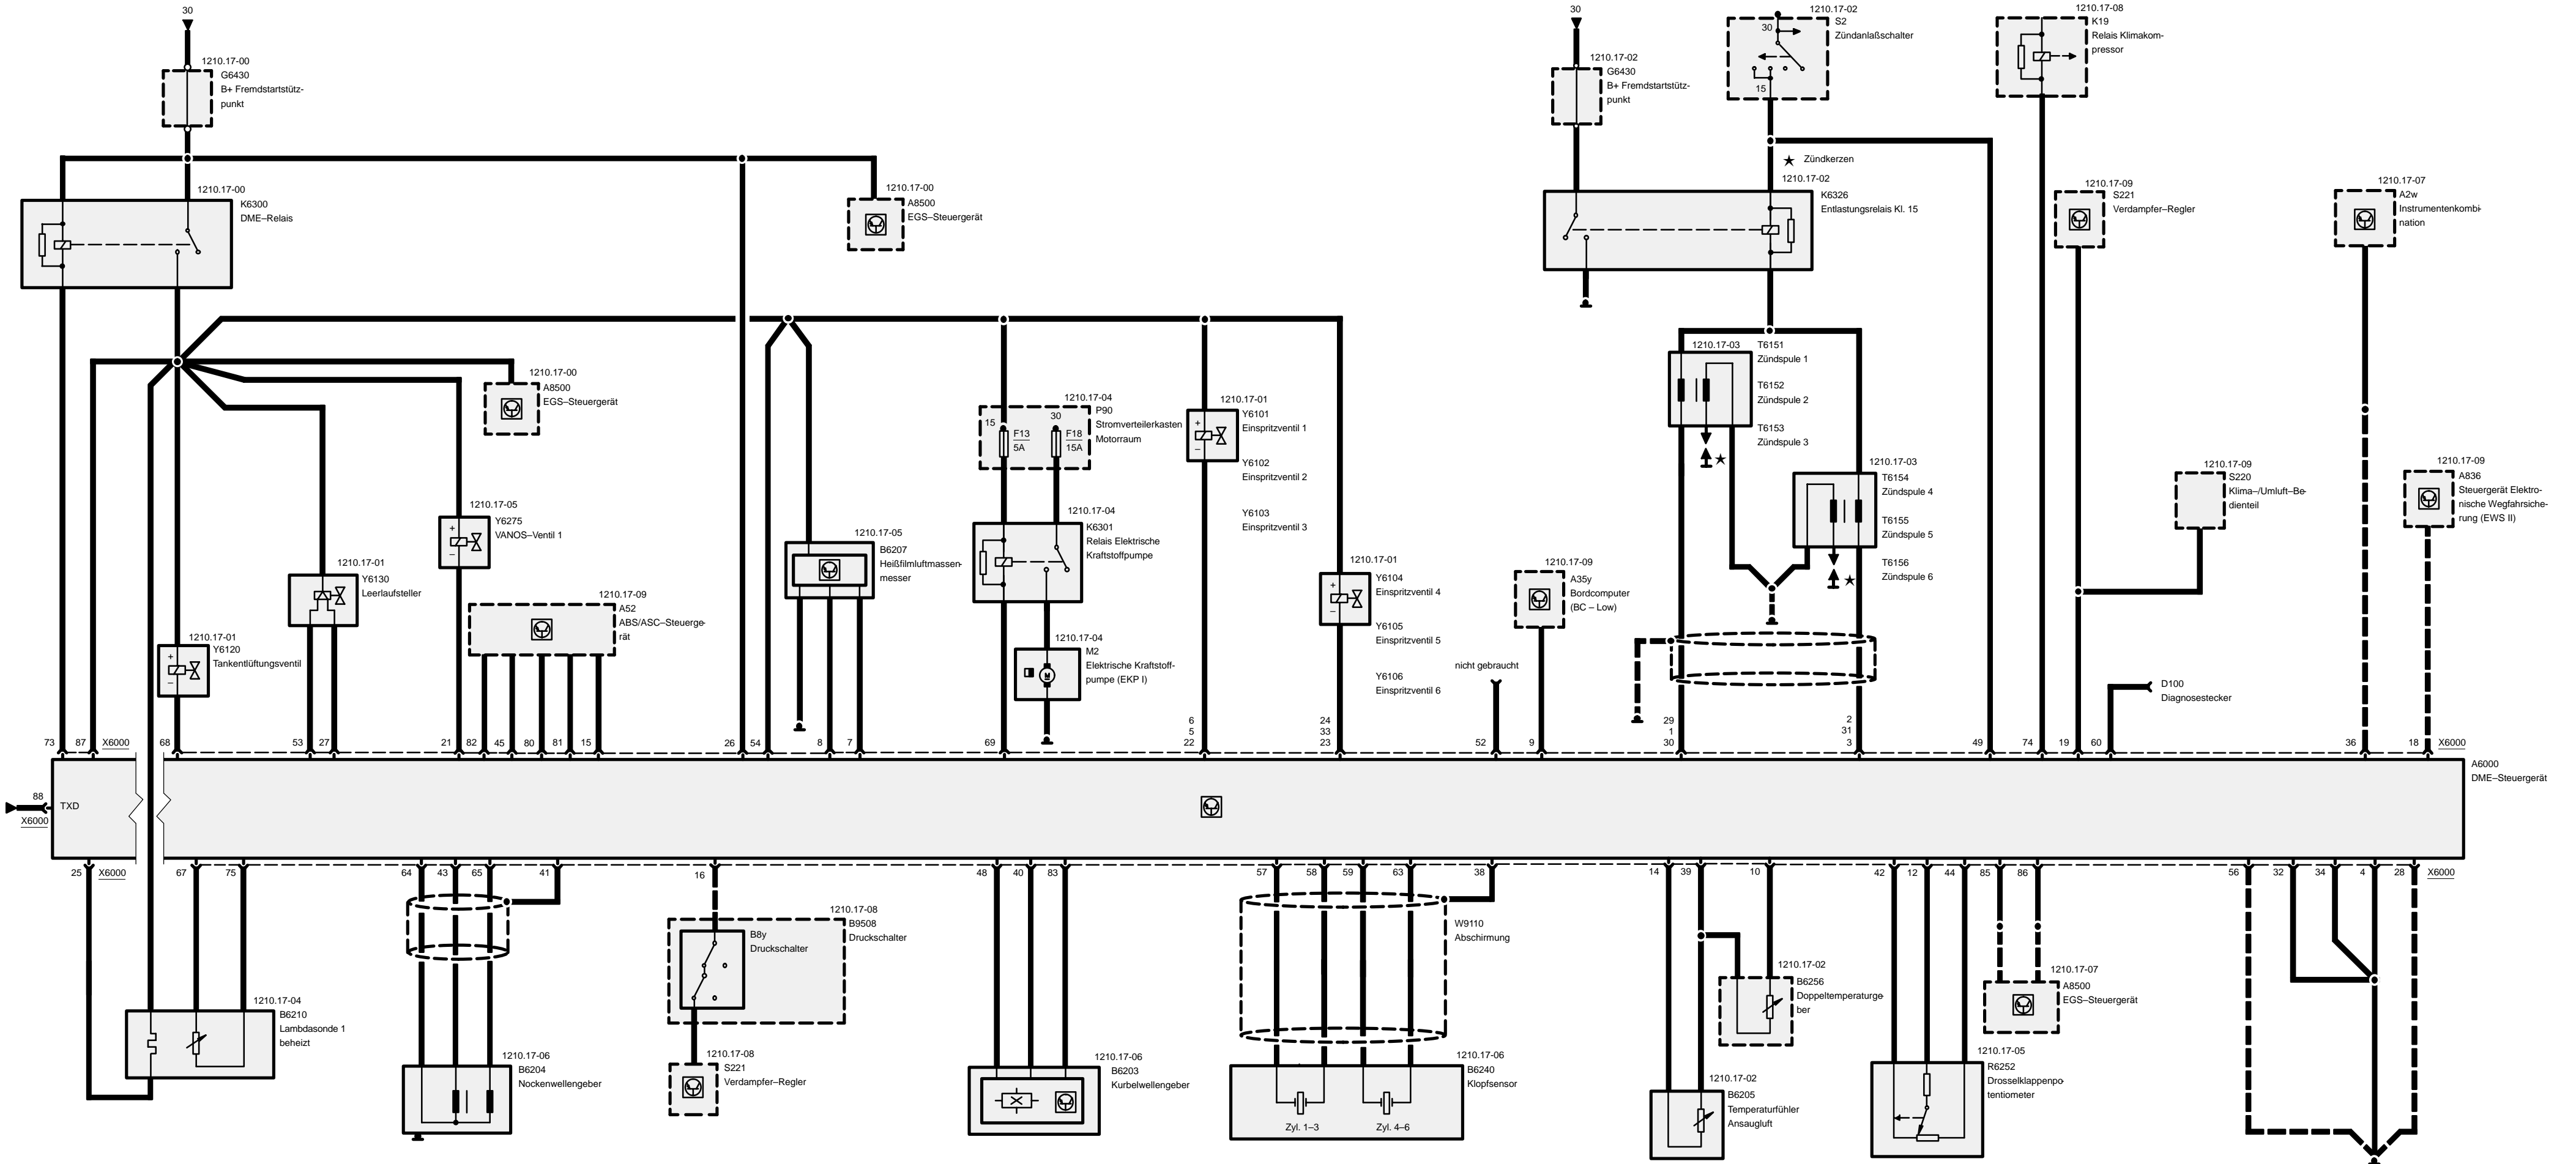 30
1210.17-00
G6430
B+ Fremdstartstütz-
punkt
1210.17-00
K6300
DME–Relais
1210.17-00
A8500
EGS–Steuergerät
30
1210.17-02
G6430
B+ Fremdstartstütz-
punkt
1210.17-02
S2
Zündanlaßschalter
30
15
★ Zündkerzen
1210.17-02
K6326
Entlastungsrelais Kl. 15
1210.17-08
K19
Relais Klimakom-
pressor
1210.17-09
S221
Verdampfer–Regler
1210.17-07
A2w
Instrumentenkombi-
nation
1210.17-00
A8500
EGS–Steuergerät
1210.17-05
Y6275
VANOS–Ventil 1
+
–
1210.17-01
Y6130
Leerlaufsteller
1210.17-01
Y6120
Tankentlüftungsventil
+
–
1210.17-09
A52
ABS/ASC–Steuerge-
rät
1210.17-05
B6207
Heißfilmluftmassen-
messer
1210.17-04
P90
Stromverteilerkasten
Motorraum
15
F13
5A
30
F18
15A
1210.17-04
K6301
Relais Elektrische
Kraftstoffpumpe
1210.17-04
M2
Elektrische Kraftstoff-
pumpe (EKP I)
M
1210.17-01
Y6101
Einspritzventil 1
Y6102
Einspritzventil 2
Y6103
Einspritzventil 3
+
–
1210.17-01
Y6104
Einspritzventil 4
Y6105
Einspritzventil 5
Y6106
Einspritzventil 6
+
–
nicht gebraucht
1210.17-09
A35y
Bordcomputer
(BC – Low)
1210.17-03
T6151
Zündspule 1
T6152
Zündspule 2
T6153
Zündspule 3
★
1210.17-03
T6154
Zündspule 4
T6155
Zündspule 5
T6156
Zündspule 6
★
1210.17-09
S220
Klima–/Umluft–Be-
dienteil
1210.17-09
A836
Steuergerät Elektro-
nische Wegfahrsiche-
rung (EWS II)
D100
Diagnosestecker
73
87
X6000
68
53
27
21
82
45
80
81
15
26
54
8
7
69
6
5
22
24
33
23
52
9
29
1
30
2
31
3
49
74
19
60
36
18
X6000
A6000
DME–Steuergerät
88
X6000
TXD
25
X6000
67
75
64
43
65
41
16
48
40
83
57
58
59
63
38
14
39
10
42
12
44
85
86
56
32
34
4
28
X6000
1210.17-04
B6210
Lambdasonde 1
beheizt
1210.17-06
B6204
Nockenwellengeber
1210.17-08
B9508
Druckschalter
B8y
Druckschalter
1210.17-08
S221
Verdampfer–Regler
1210.17-06
B6203
Kurbelwellengeber
W9110
Abschirmung
1210.17-06
B6240
Klopfsensor
Zyl. 1–3
Zyl. 4–6
1210.17-02
B6256
Doppeltemperaturge-
ber
1210.17-02
B6205
Temperaturfühler
Ansaugluft
1210.17-07
A8500
EGS–Steuergerät
1210.17-05
R6252
Drosselklappenpo-
tentiometer